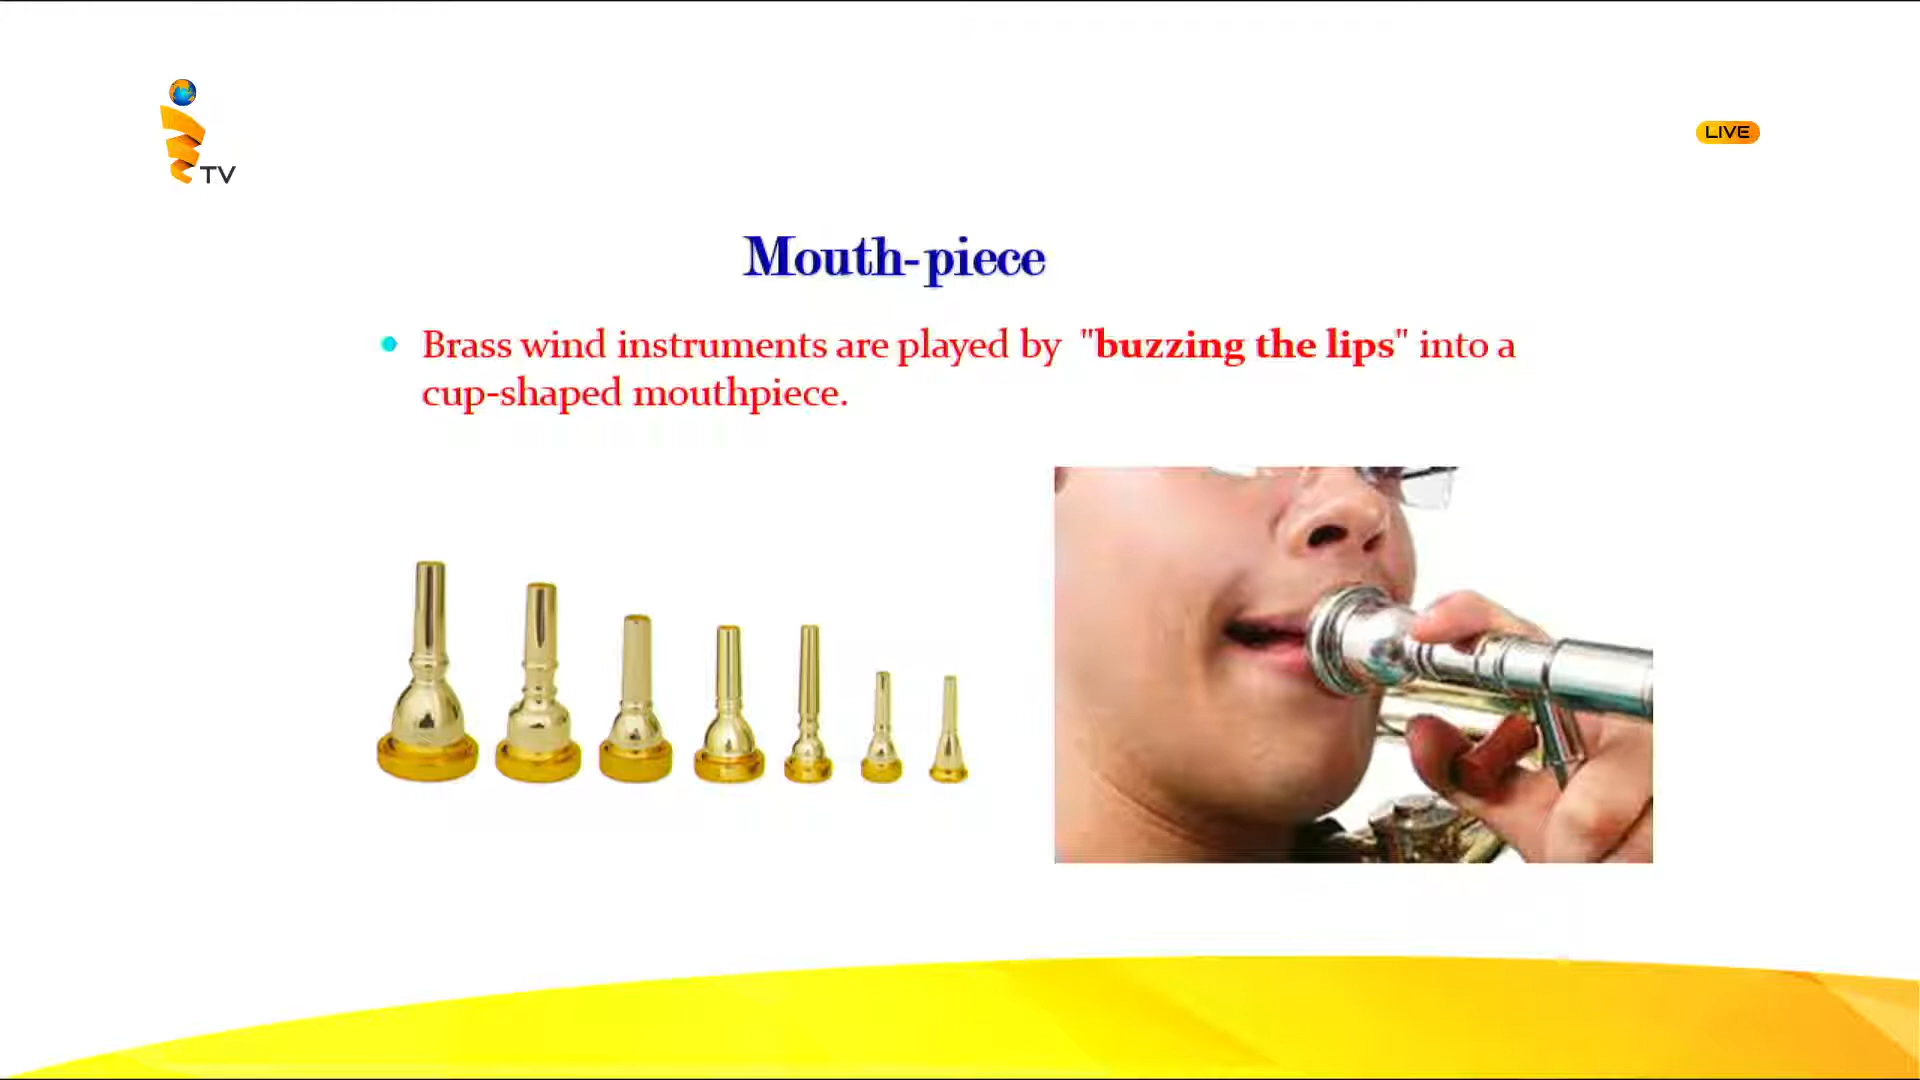 TV
LIVE
Mouth-piece
Brass wind instruments are played by "buzzing the lips" into a
cup-shaped mouthpiece.